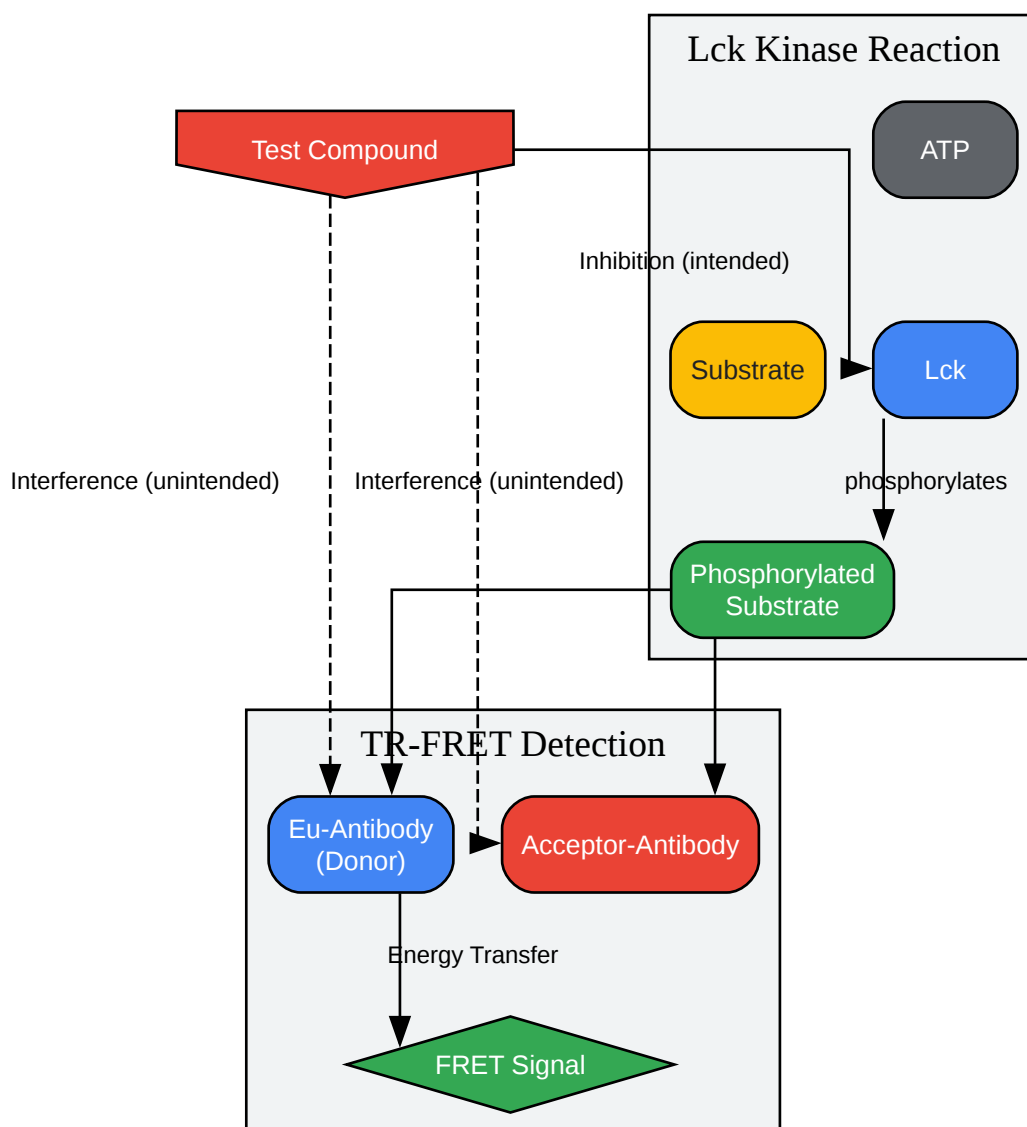 Lck Kinase Reaction
Test Compound
ATP
Inhibition (intended)
Substrate
Lck
Interference (unintended)
Interference (unintended)
phosphorylates
Phosphorylated
Substrate
TR-FRET Detection
Eu-Antibody
(Donor)
Acceptor-Antibody
Energy Transfer
FRET Signal